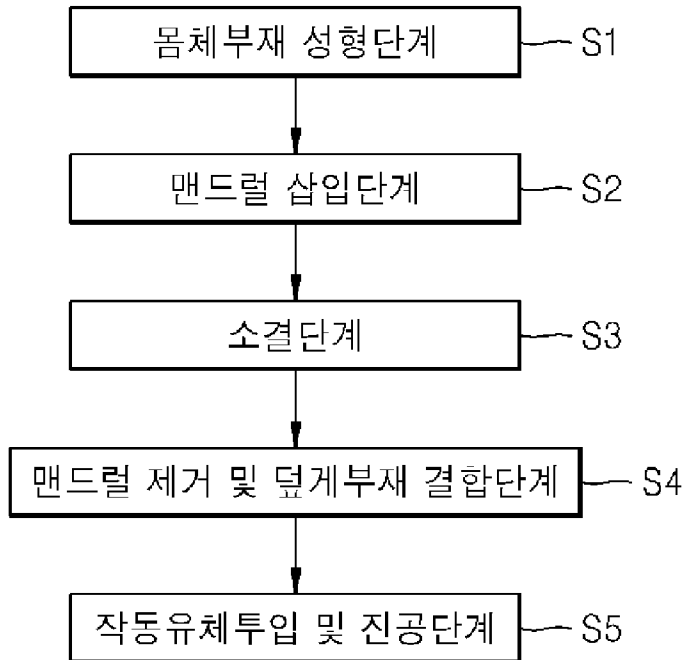 몸체부재 성형단계 S1
맨드럴 삽입단계 S2
소결단계 S3
맨드럴 제거 및 덮게부재 결합단계 S4
작동유체투입 및 진공단계 S5